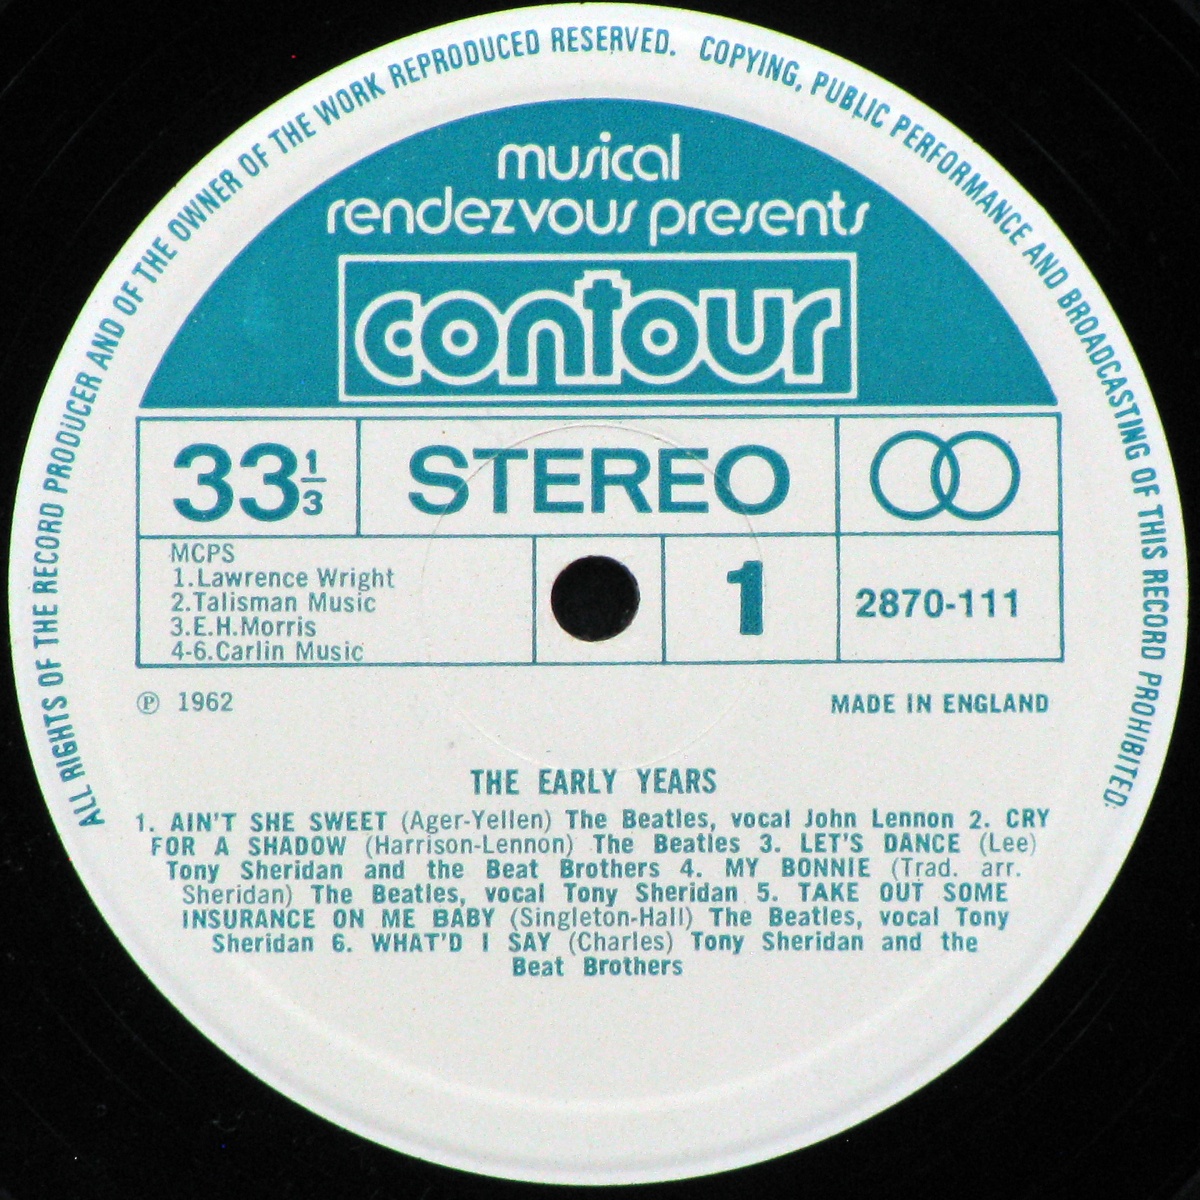 ALL RIGHTS OF THE RECORD PRODUCER AND OF THE OWNER OF THE WORK REPRODUCED RESERVED. COPYING, PUBLIC PERFORMANCE AND BROADCASTING OF THIS RECORD PROHIBITED.
musical
rendezvous presents
contour
33 1/3 STEREO
MCPS
1.Lawrence Wright
2.Talisman Music
3.E.H.Morris
4-6.Carlin Music
1
2870-111
℗ 1962
MADE IN ENGLAND
THE EARLY YEARS
1. AIN'T SHE SWEET (Ager-Yellen) The Beatles, vocal John Lennon 2. CRY
FOR A SHADOW (Harrison-Lennon) The Beatles 3. LET'S DANCE (Lee)
Tony Sheridan and the Beat Brothers 4. MY BONNIE (Trad. arr.
Sheridan) The Beatles, vocal Tony Sheridan 5. TAKE OUT SOME
INSURANCE ON ME BABY (Singleton-Hall) The Beatles, vocal Tony
Sheridan 6. WHAT'D I SAY (Charles) Tony Sheridan and the
Beat Brothers